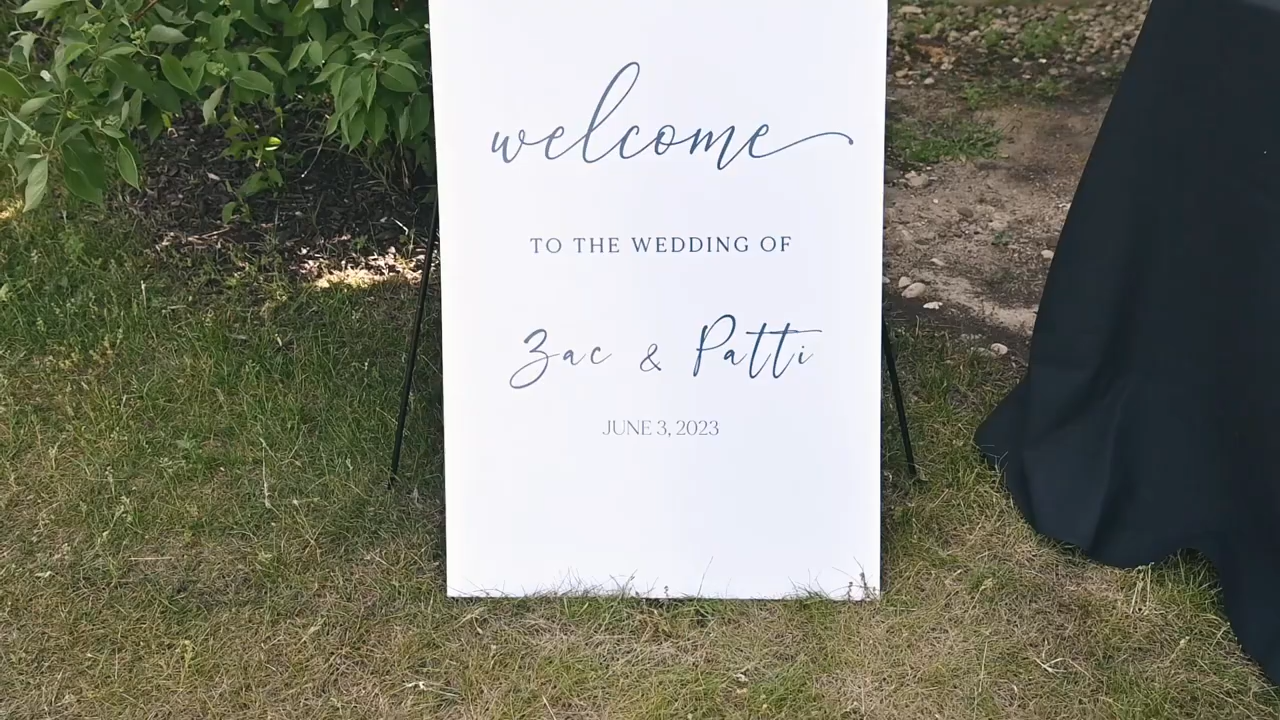 welcome
TO THE WEDDING OF
Zac & Patti
JUNE 3, 2023